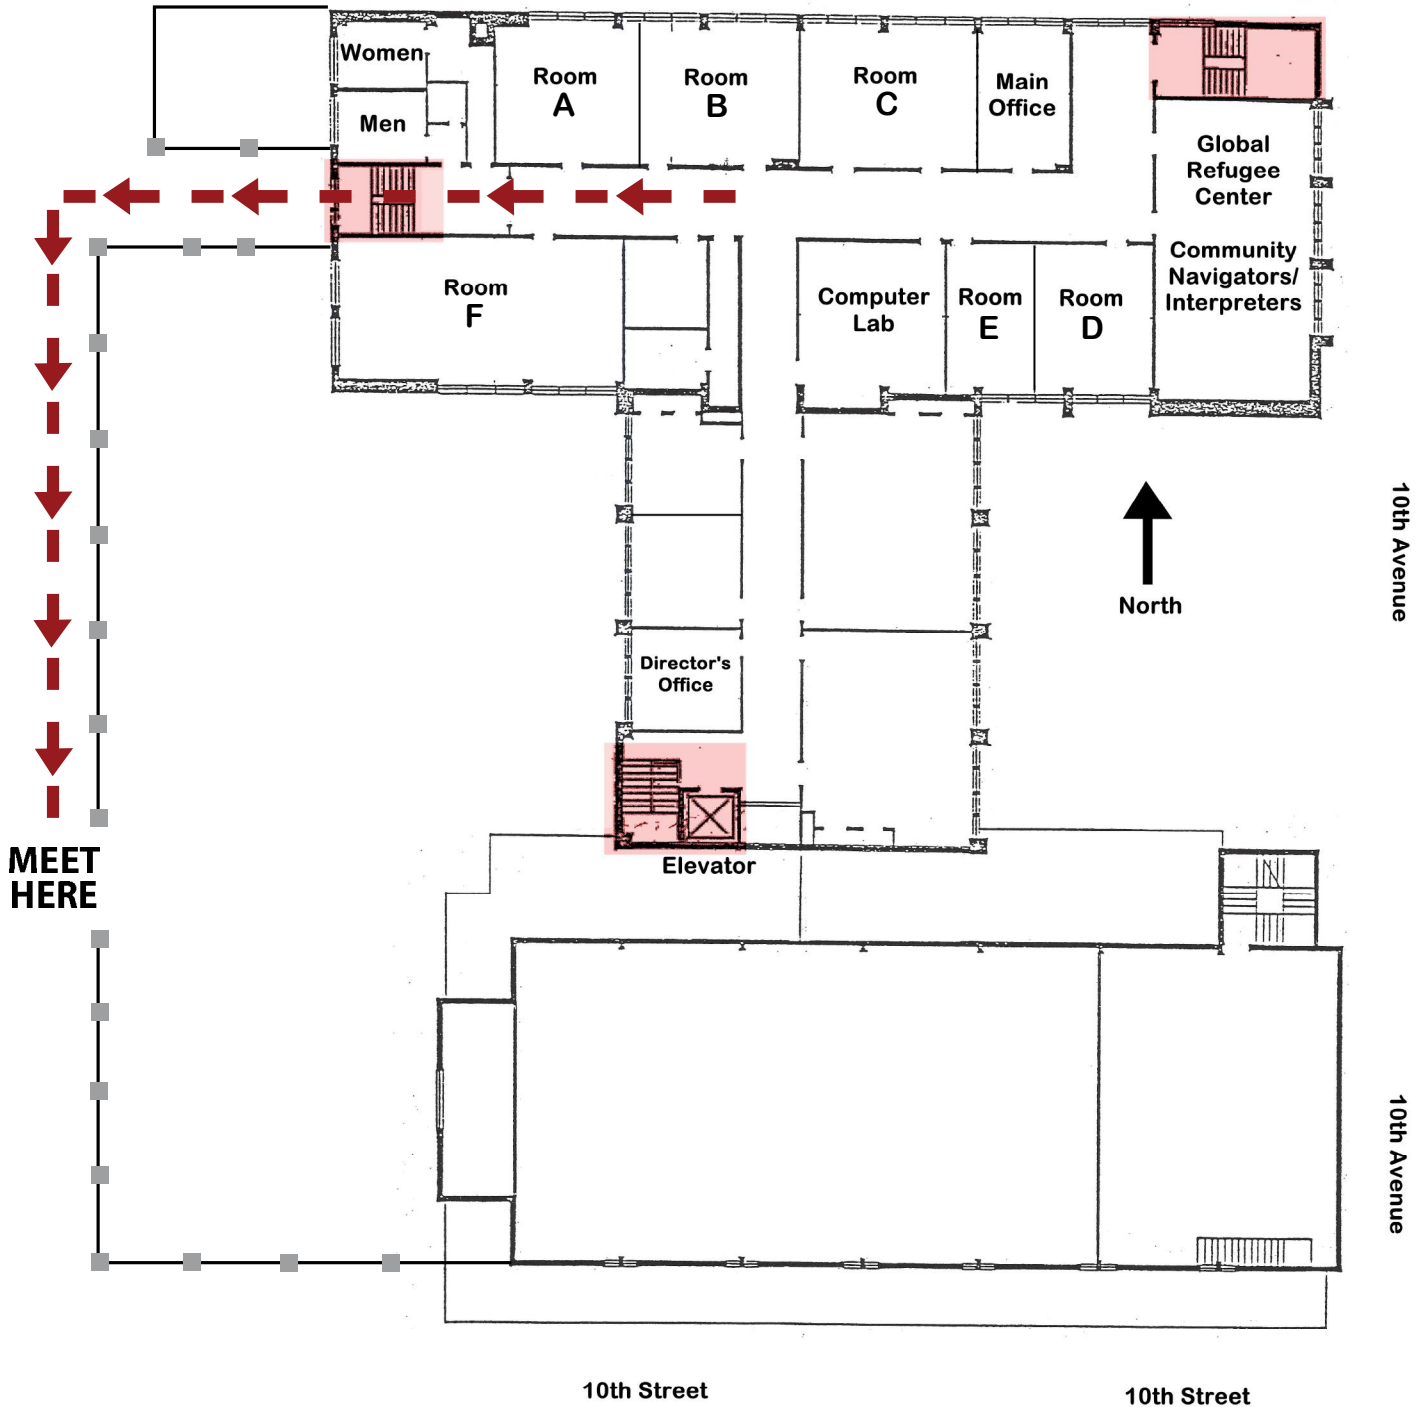 Women
Men
Room
A
Room
B
Room
C
Main
Office
Global
Refugee
Center
Community
Navigators/
Interpreters
Room
F
Computer
Lab
Room
E
Room
D
10th Avenue
North
Director's
Office
Elevator
MEET
HERE
10th Avenue
10th Street
10th Street